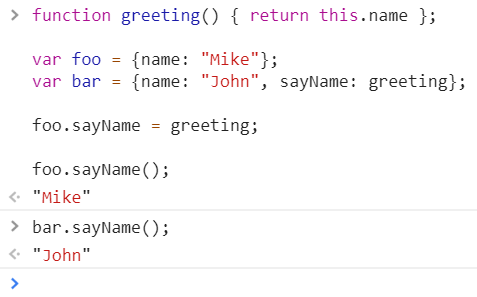 > function greeting() { return this.name };
var foo = {name: "Mike"};
var bar = {name: "John", sayName: greeting};
foo.sayName = greeting;
foo.sayName();
"Mike"
> bar.sayName();
"John"
>